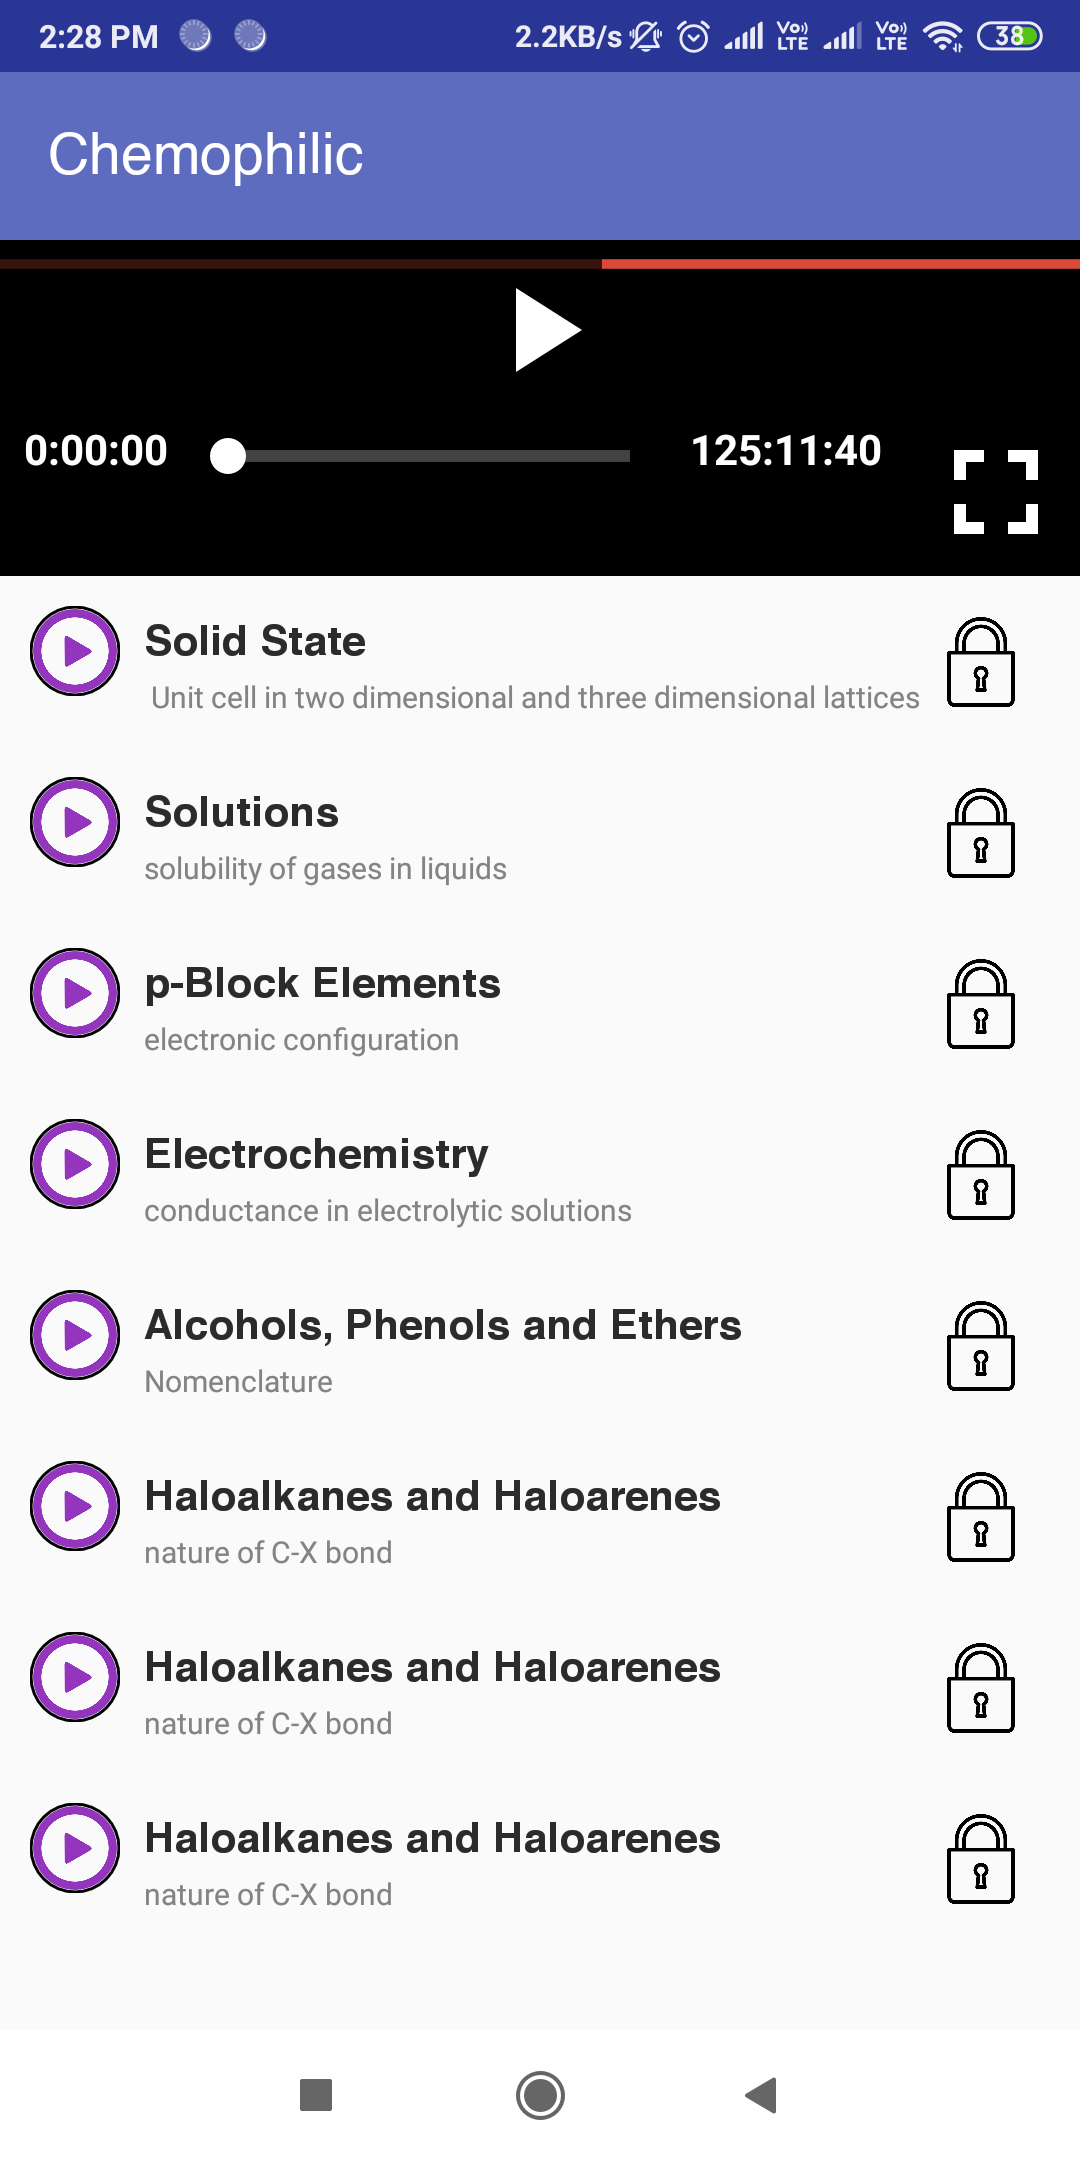 2:28 PM 2.2KB/s Vo)) LTE Vo)) LTE 38
Chemophilic
0:00:00 125:11:40
Solid State
Unit cell in two dimensional and three dimensional lattices
Solutions
solubility of gases in liquids
p-Block Elements
electronic configuration
Electrochemistry
conductance in electrolytic solutions
Alcohols, Phenols and Ethers
Nomenclature
Haloalkanes and Haloarenes
nature of C-X bond
Haloalkanes and Haloarenes
nature of C-X bond
Haloalkanes and Haloarenes
nature of C-X bond